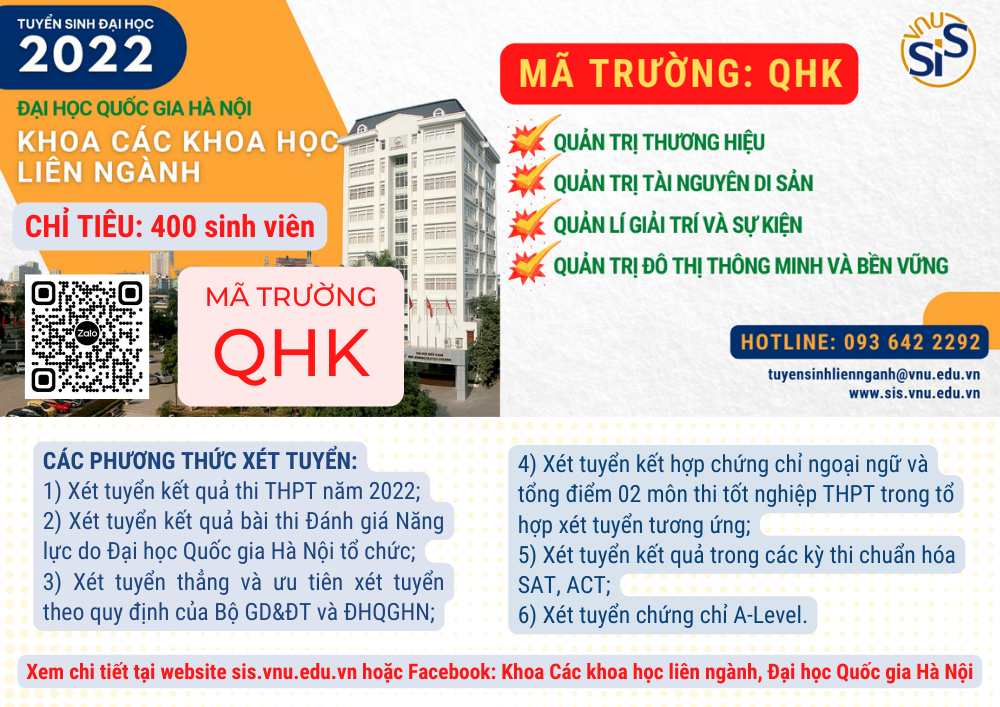 TUYỂN SINH ĐẠI HỌC
2022
ĐẠI HỌC QUỐC GIA HÀ NỘI
KHOA CÁC KHOA HỌC
LIÊN NGÀNH
CHỈ TIÊU: 400 sinh viên
Zalo
MÃ TRƯỜNG
QHK
VNU
SiS
MÃ TRƯỜNG: QHK
QUẢN TRỊ THƯƠNG HIỆU
QUẢN TRỊ TÀI NGUYÊN DI SẢN
QUẢN LÍ GIẢI TRÍ VÀ SỰ KIỆN
QUẢN TRỊ ĐÔ THỊ THÔNG MINH VÀ BỀN VỮNG
HOTLINE: 093 642 2292
tuyensinhliennganh@vnu.edu.vn
www.sis.vnu.edu.vn
CÁC PHƯƠNG THỨC XÉT TUYỂN:
1) Xét tuyển kết quả thi THPT năm 2022;
2) Xét tuyển kết quả bài thi Đánh giá Năng
lực do Đại học Quốc gia Hà Nội tổ chức;
3) Xét tuyển thẳng và ưu tiên xét tuyển
theo quy định của Bộ GD&ĐT và ĐHQGHN;
4) Xét tuyển kết hợp chứng chỉ ngoại ngữ và
tổng điểm 02 môn thi tốt nghiệp THPT trong tổ
hợp xét tuyển tương ứng;
5) Xét tuyển kết quả trong các kỳ thi chuẩn hóa
SAT, ACT;
6) Xét tuyển chứng chỉ A-Level.
Xem chi tiết tại website sis.vnu.edu.vn hoặc Facebook: Khoa Các khoa học liên ngành, Đại học Quốc gia Hà Nội